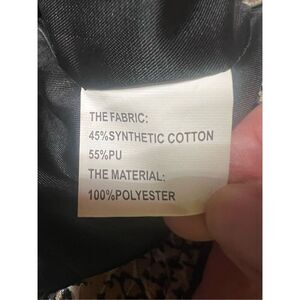 THE FABRIC:
45%SYNTHETIC COTTON
55%PU
THE MATERIAL:
100%POLYESTER